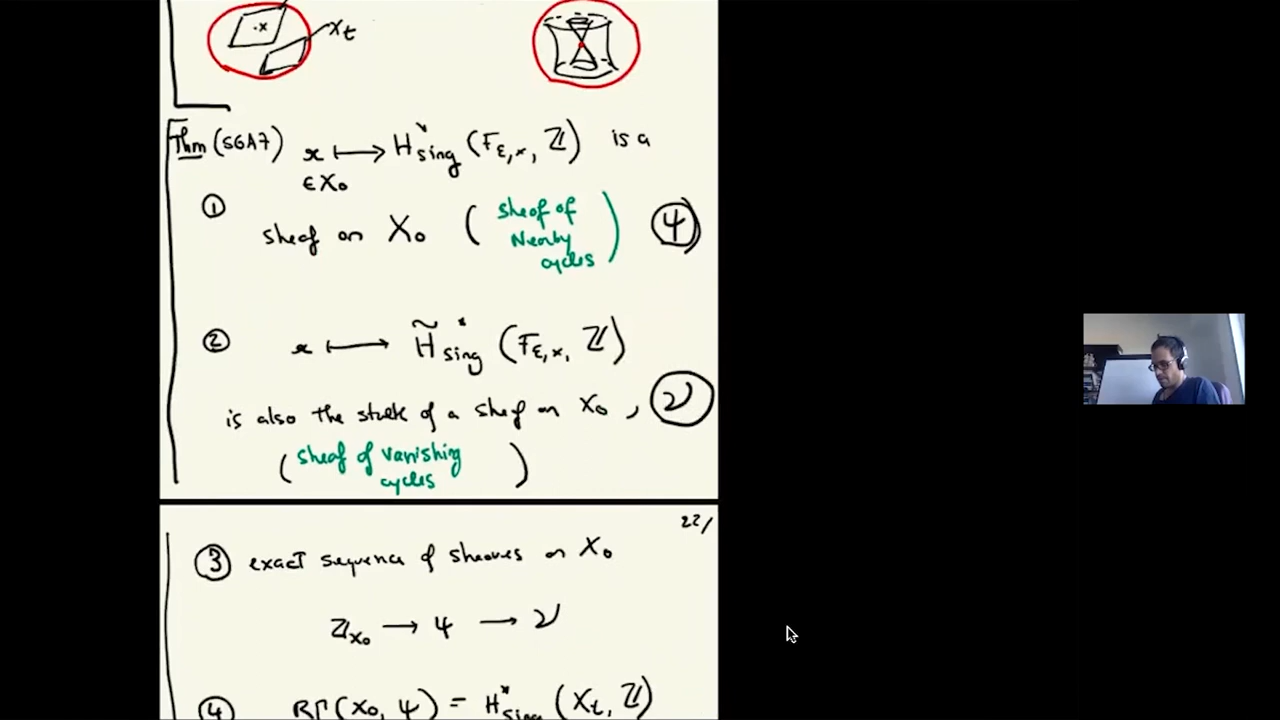 x xt
Thm (SGA7) x ⟼ H*sing (Fε,x, ℤ) is a
∈ X0
① sheaf on X0 (sheaf of Nearby cycles) ψ
② x ⟼ H̃*sing (Fε,x, ℤ)
is also the stalk of a sheaf on X0, ν
(sheaf of vanishing cycles)
22/
③ exact sequence of sheaves on X0
ℤX0 → ψ → ν
④ RΓ(X0, ψ) = H*sing (Xt, ℤ)